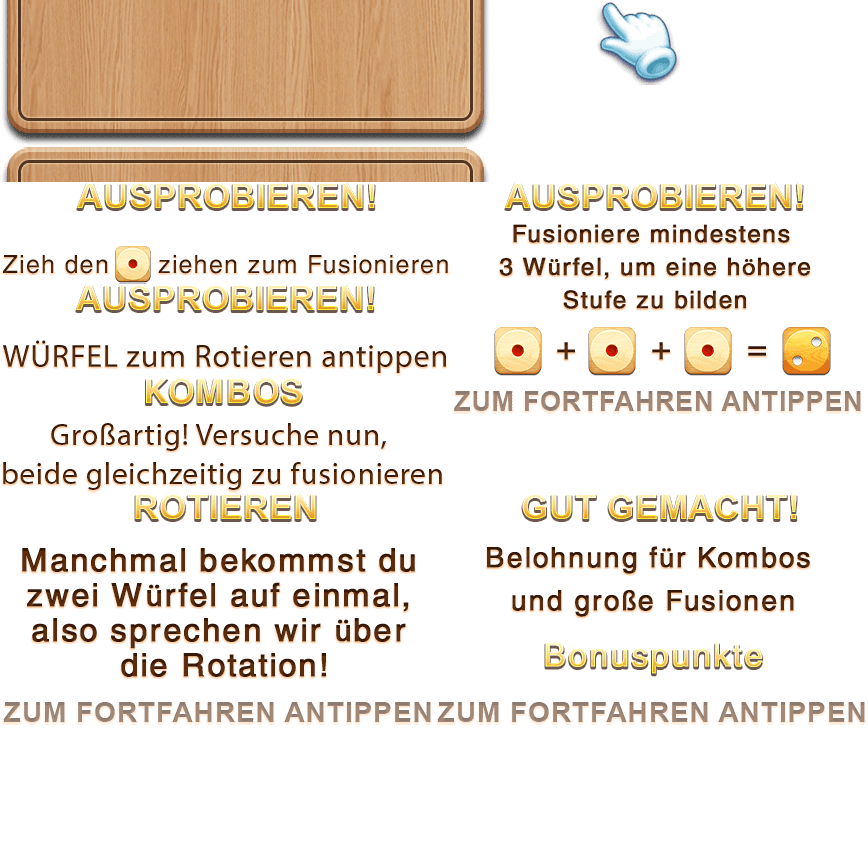 AUSPROBIEREN!
Zieh den ziehen zum Fusionieren
AUSPROBIEREN!
WÜRFEL zum Rotieren antippen
KOMBOS
Großartig! Versuche nun,
beide gleichzeitig zu fusionieren
ROTIEREN
Manchmal bekommst du
zwei Würfel auf einmal,
also sprechen wir über
die Rotation!
ZUM FORTFAHREN ANTIPPEN
AUSPROBIEREN!
Fusioniere mindestens
3 Würfel, um eine höhere
Stufe zu bilden
+ + =
ZUM FORTFAHREN ANTIPPEN
GUT GEMACHT!
Belohnung für Kombos
und große Fusionen
Bonuspunkte
ZUM FORTFAHREN ANTIPPEN